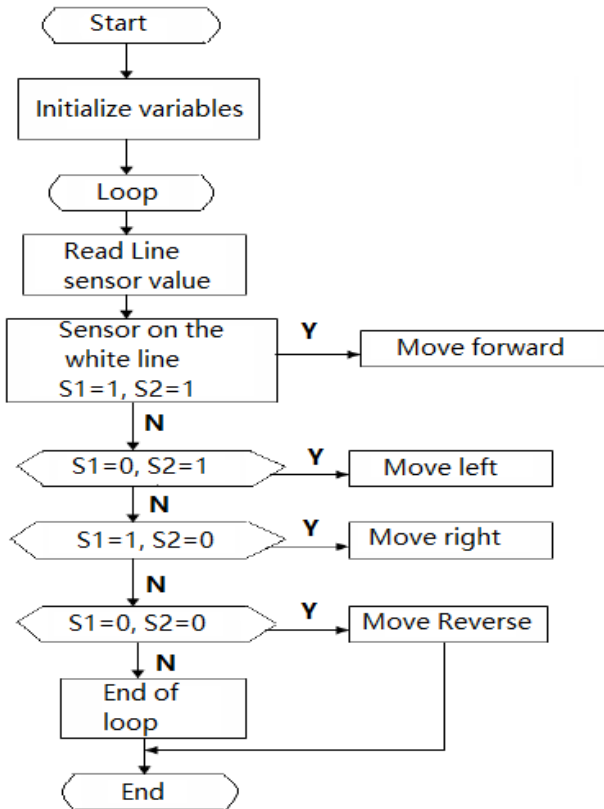 Start
Initialize variables
Loop
Read Line
sensor value
Sensor on the
white line
S1=1, S2=1
Y
Move forward
N
S1=0, S2=1
Y
Move left
N
S1=1, S2=0
Y
Move right
N
S1=0, S2=0
Y
Move Reverse
N
End of
loop
End